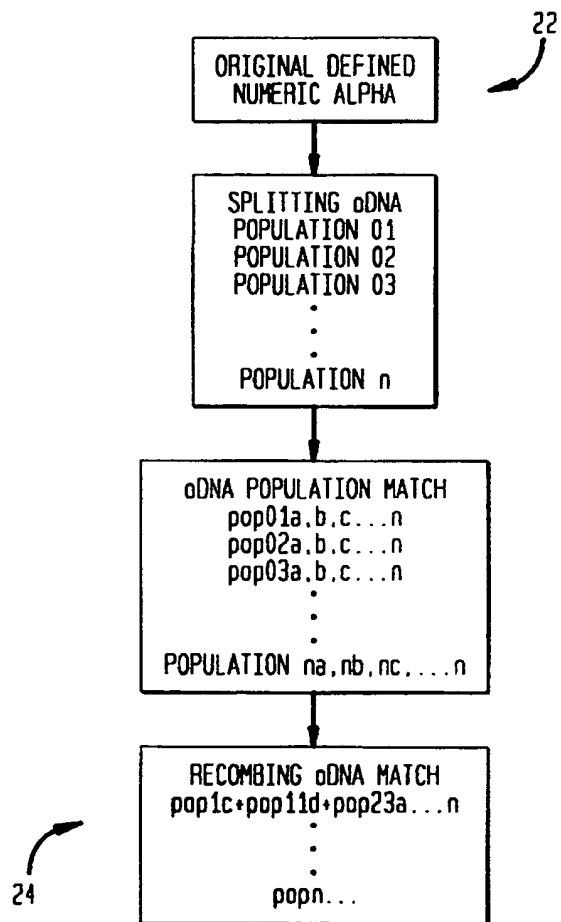 22
ORIGINAL DEFINED
NUMERIC ALPHA
SPLITTING oDNA
POPULATION 01
POPULATION 02
POPULATION 03
.
.
.
POPULATION n
oDNA POPULATION MATCH
pop01a,b,c...n
pop02a,b,c...n
pop03a,b,c...n
.
.
.
POPULATION na,nb,nc,...n
RECOMBING oDNA MATCH
pop1c+pop11d+pop23a...n
.
.
.
popn...
24